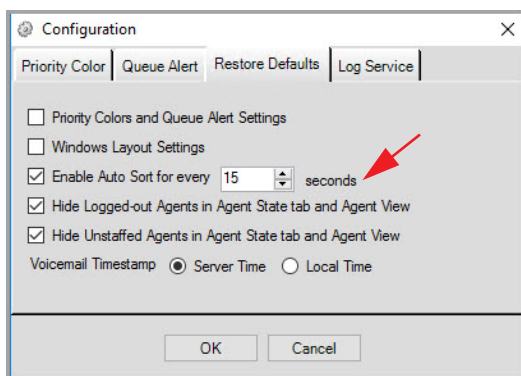 Configuration
Priority Color Queue Alert Restore Defaults Log Service
Priority Colors and Queue Alert Settings
Windows Layout Settings
Enable Auto Sort for every 15 seconds
Hide Logged-out Agents in Agent State tab and Agent View
Hide Unstaffed Agents in Agent State tab and Agent View
Voicemail Timestamp Server Time Local Time
OK Cancel